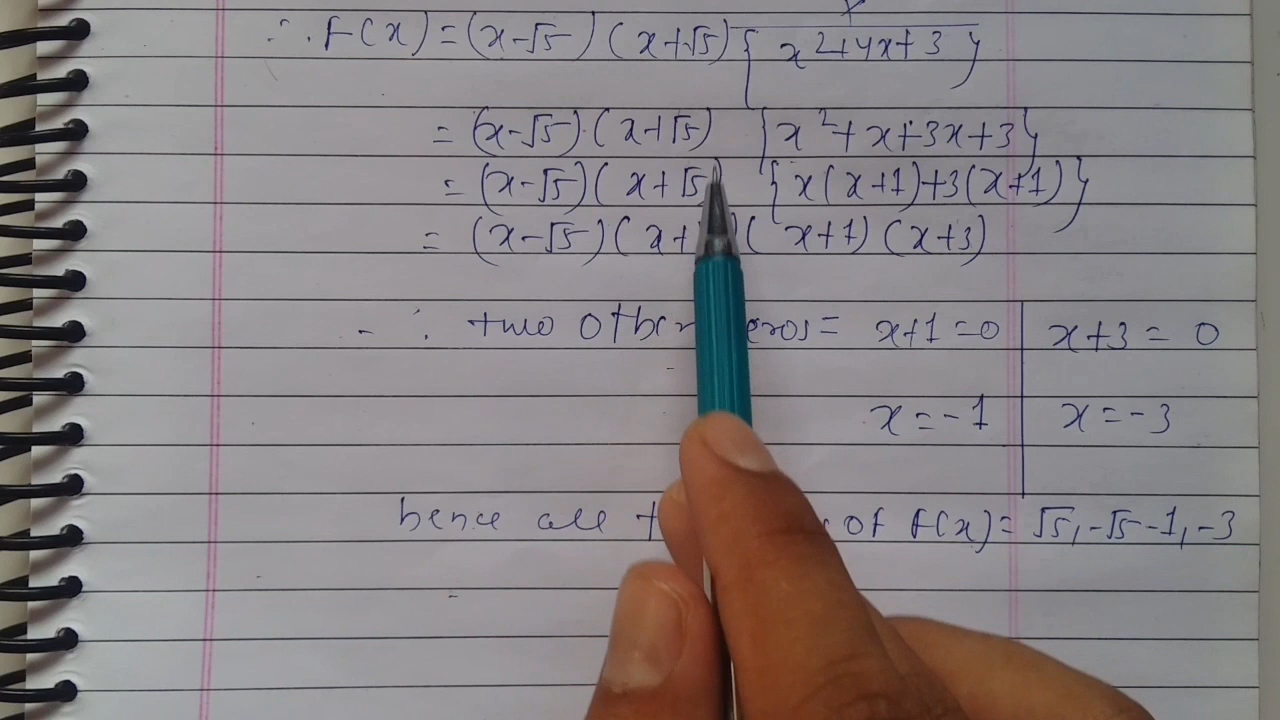 ∴ f(x) = (x-√5) (x+√5) { x²+4x+3 }
= (x-√5) (x+√5) { x²+x+3x+3 }
= (x-√5) ( x+√5) { x(x+1)+3(x+1) }
= (x-√5) (x+ ) ( x+1) (x+3)
∴ two other = x+1 =0 | x+3 = 0
x = -1 | x = -3
hence all of f(x) = √5, -√5 -1, -3